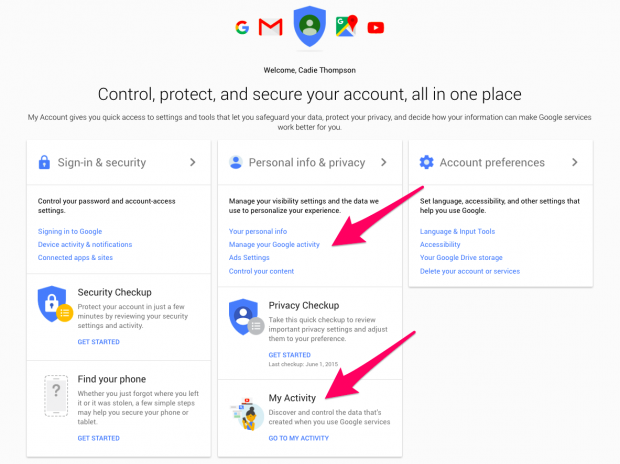 Welcome, Cadie Thompson
Control, protect, and secure your account, all in one place
My Account gives you quick access to settings and tools that let you safeguard your data, protect your privacy, and decide how your information can make Google services
work better for you.
Sign-in & security
Control your password and account-access
settings.
Signing in to Google
Device activity & notifications
Connected apps & sites
Security Checkup
Protect your account in just a few
minutes by reviewing your security
settings and activity.
GET STARTED
Find your phone
Whether you just forgot where you left
it or it was stolen, a few simple steps
may help you secure your phone or
tablet.
GET STARTED
Personal info & privacy
Manage your visibility settings and the data we
use to personalize your experience.
Your personal info
Manage your Google activity
Ads Settings
Control your content
Privacy Checkup
Take this quick checkup to review
important privacy settings and adjust
them to your preference.
GET STARTED
Last checkup: June 1, 2015
My Activity
Discover and control the data that's
created when you use Google services
GO TO MY ACTIVITY
Account preferences
Set language, accessibility, and other settings that
help you use Google.
Language & Input Tools
Accessibility
Your Google Drive storage
Delete your account or services